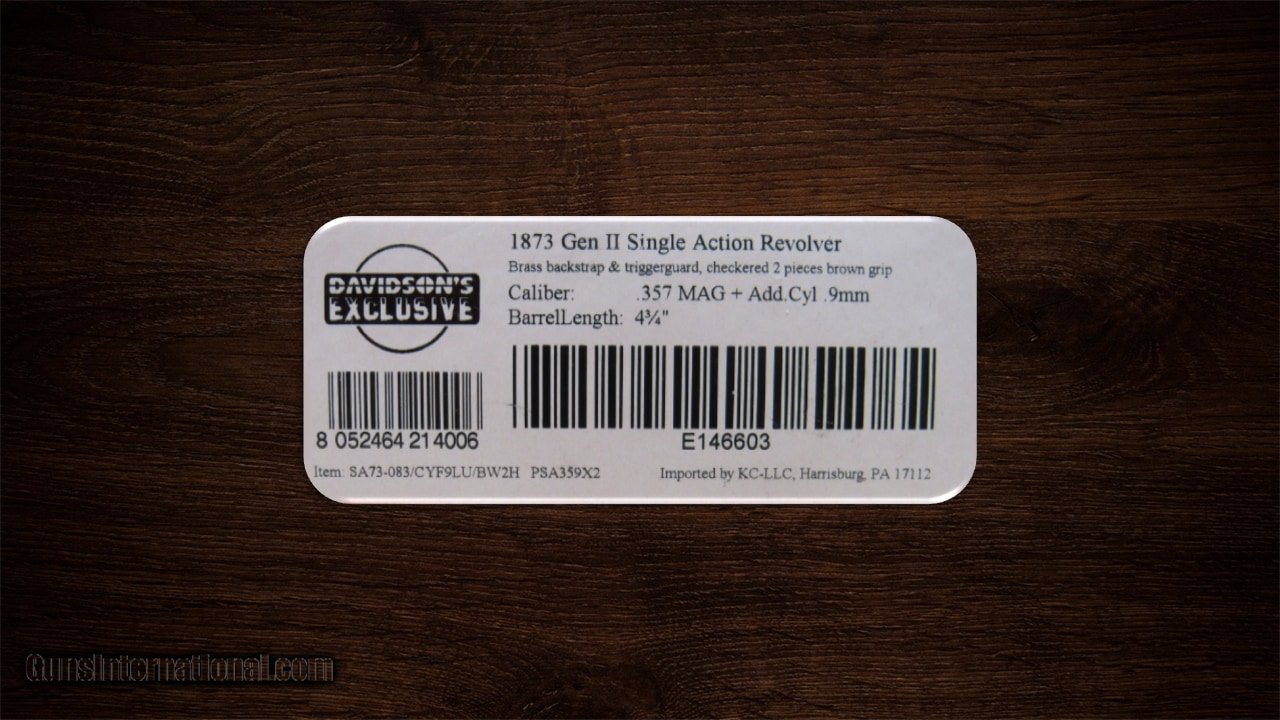 DAVIDSON'S
EXCLUSIVE
1873 Gen II Single Action Revolver
Brass backstrap & triggerguard, checkered 2 pieces brown grip
Caliber: .357 MAG + Add.Cyl .9mm
BarrelLength: 4¾"
8 052464 214006
E146603
Item: SA73-083/CYF9LU/BW2H PSA359X2
Imported by KC-LLC, Harrisburg, PA 17112
GunsInternational.com